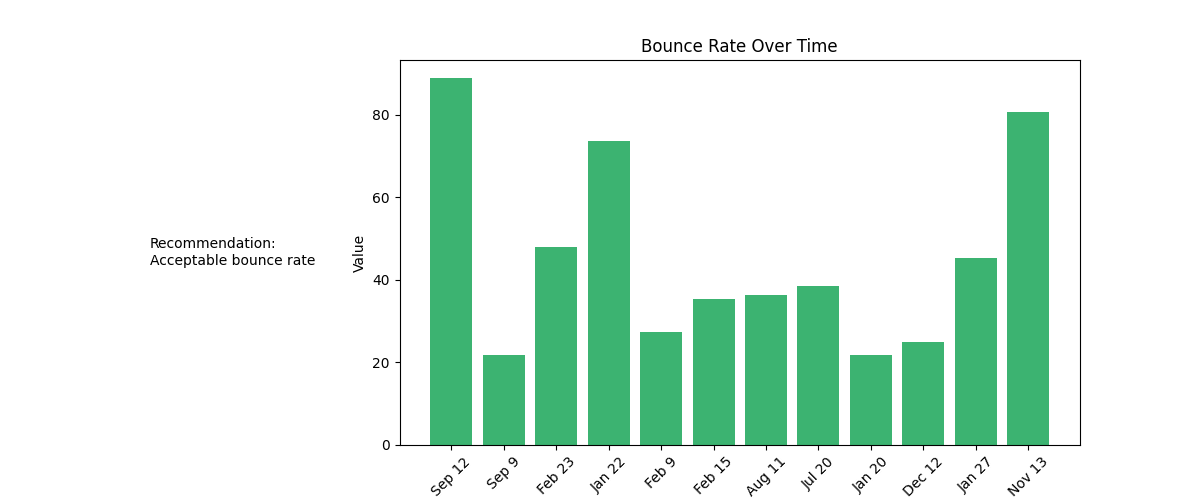 Bounce Rate Over Time
Recommendation:
Acceptable bounce rate
Value
80
60
40
20
0
Sep 12
Sep 9
Feb 23
Jan 22
Feb 9
Feb 15
Aug 11
Jul 20
Jan 20
Dec 12
Jan 27
Nov 13